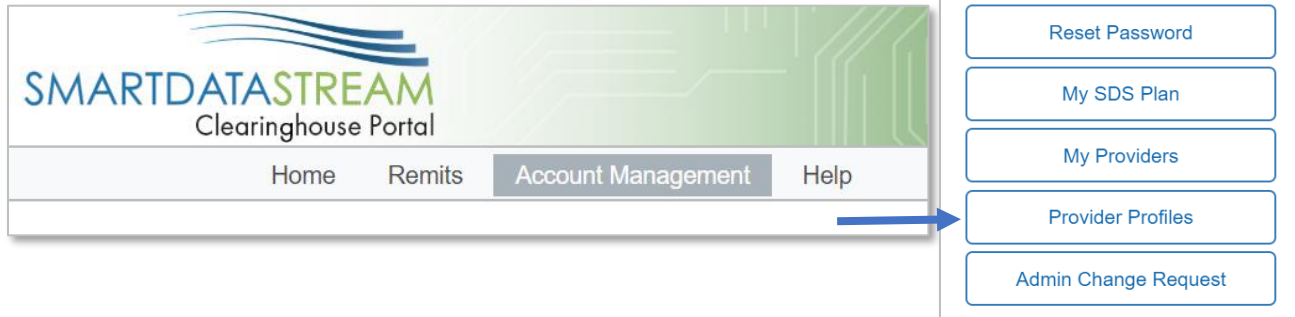 SMARTDATASTREAM
Clearinghouse Portal
Home Remits Account Management Help
Reset Password
My SDS Plan
My Providers
Provider Profiles
Admin Change Request